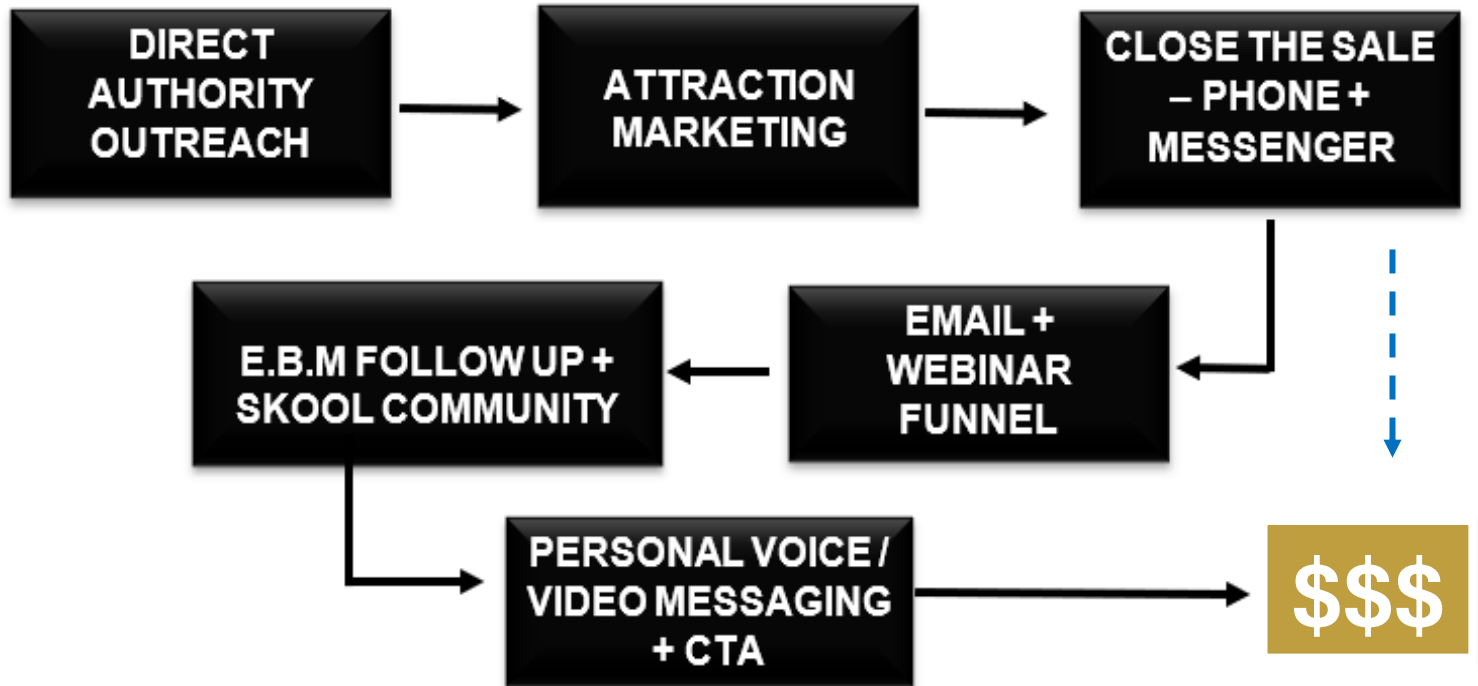 DIRECT
AUTHORITY
OUTREACH
ATTRACTION
MARKETING
CLOSE THE SALE
– PHONE +
MESSENGER
E.B.M FOLLOW UP +
SKOOL COMMUNITY
EMAIL +
WEBINAR
FUNNEL
PERSONAL VOICE /
VIDEO MESSAGING
+ CTA
$$$